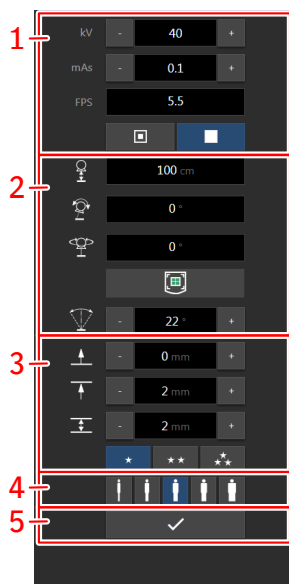 1
kV - 40 +
mAs - 0.1 +
FPS 5.5
2
100 cm
0 °
0 °
- 22 ° +
3
- 0 mm +
- 2 mm +
- 2 mm +
4
5